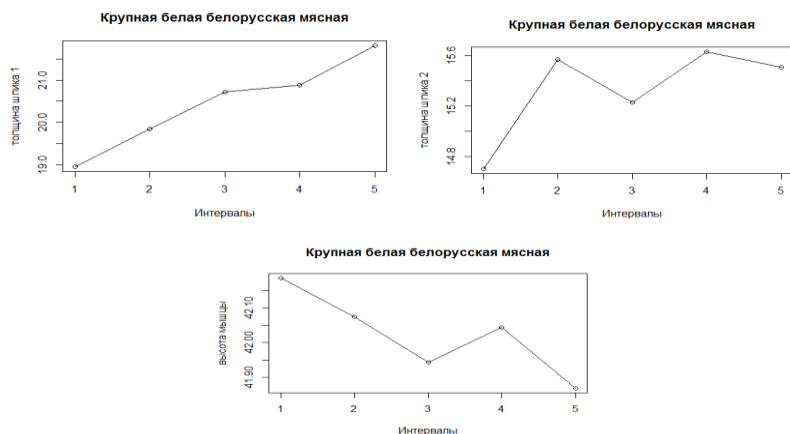 Крупная белая белорусская мясная
толщина шпика 1
21.0
20.0
19.0
1 2 3 4 5
Интервалы
Крупная белая белорусская мясная
толщина шпика 2
15.6
15.2
14.8
1 2 3 4 5
Интервалы
Крупная белая белорусская мясная
высота мышцы
42.10
42.00
41.90
1 2 3 4 5
Интервалы